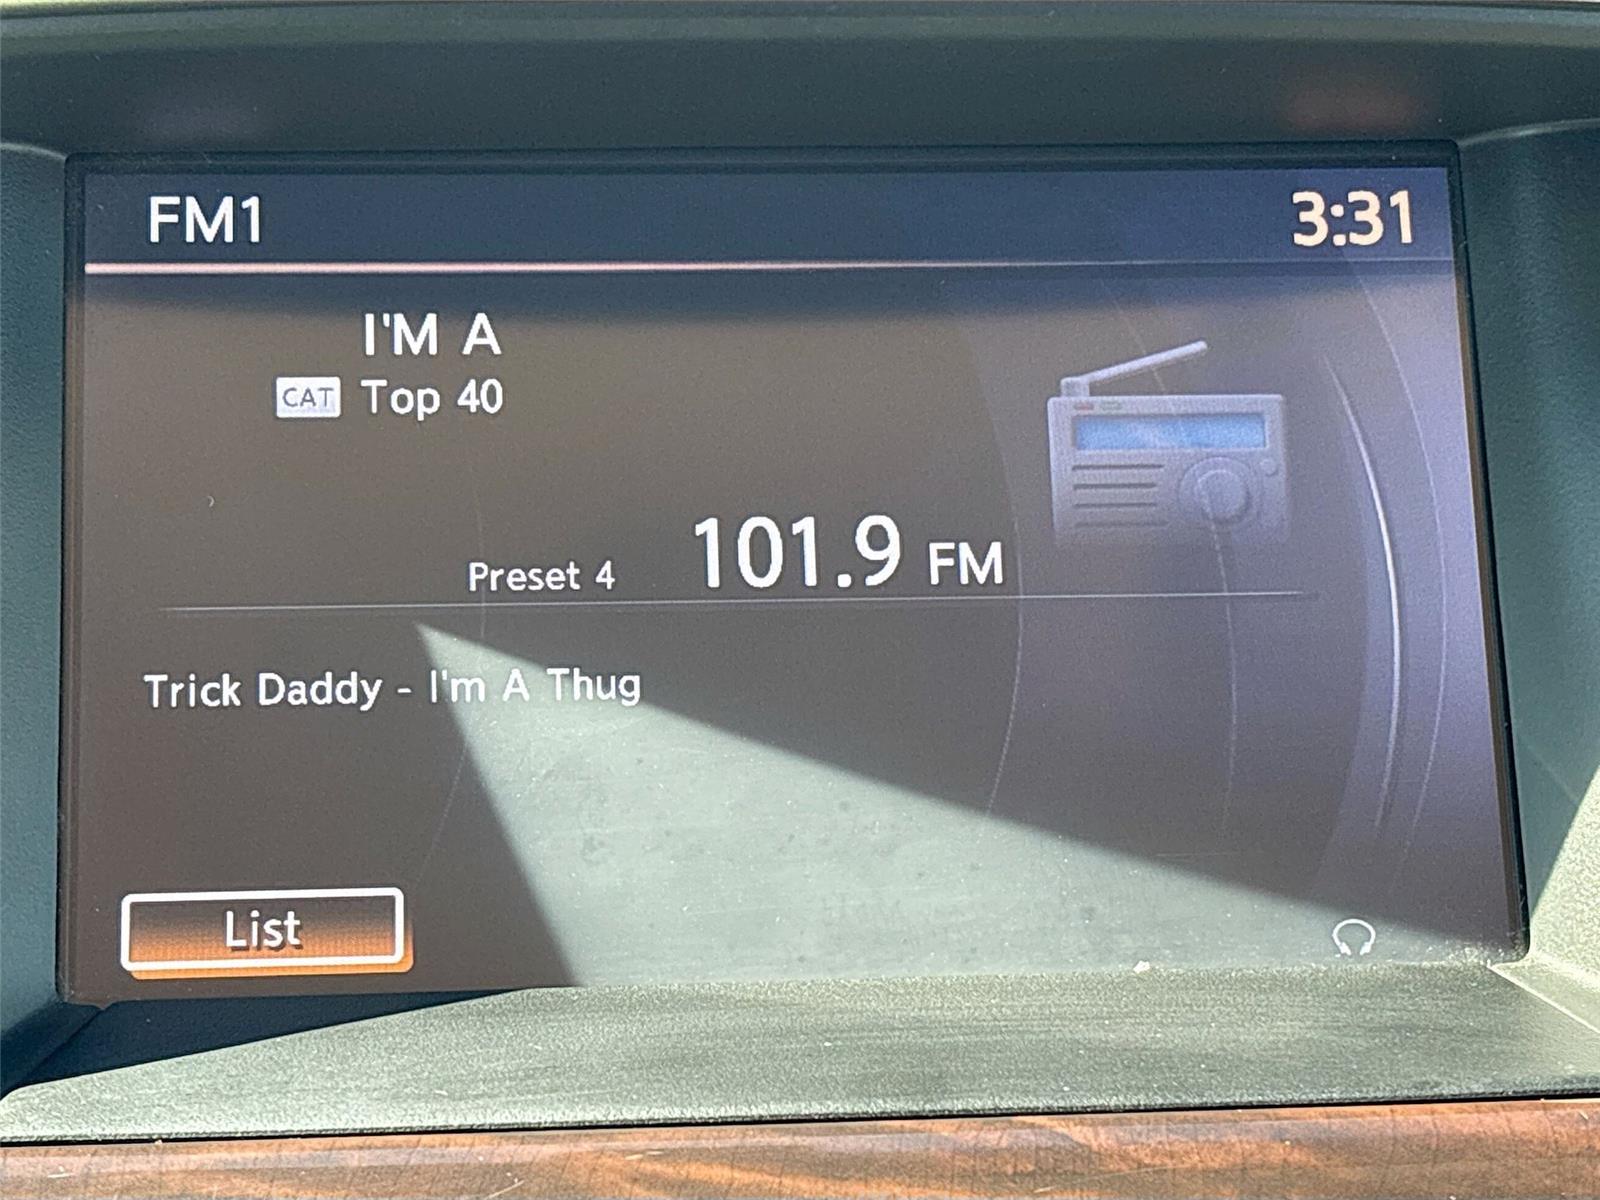 FM1 3:31
I'M A
CAT Top 40
Preset 4 101.9 FM
Trick Daddy - I'm A Thug
List